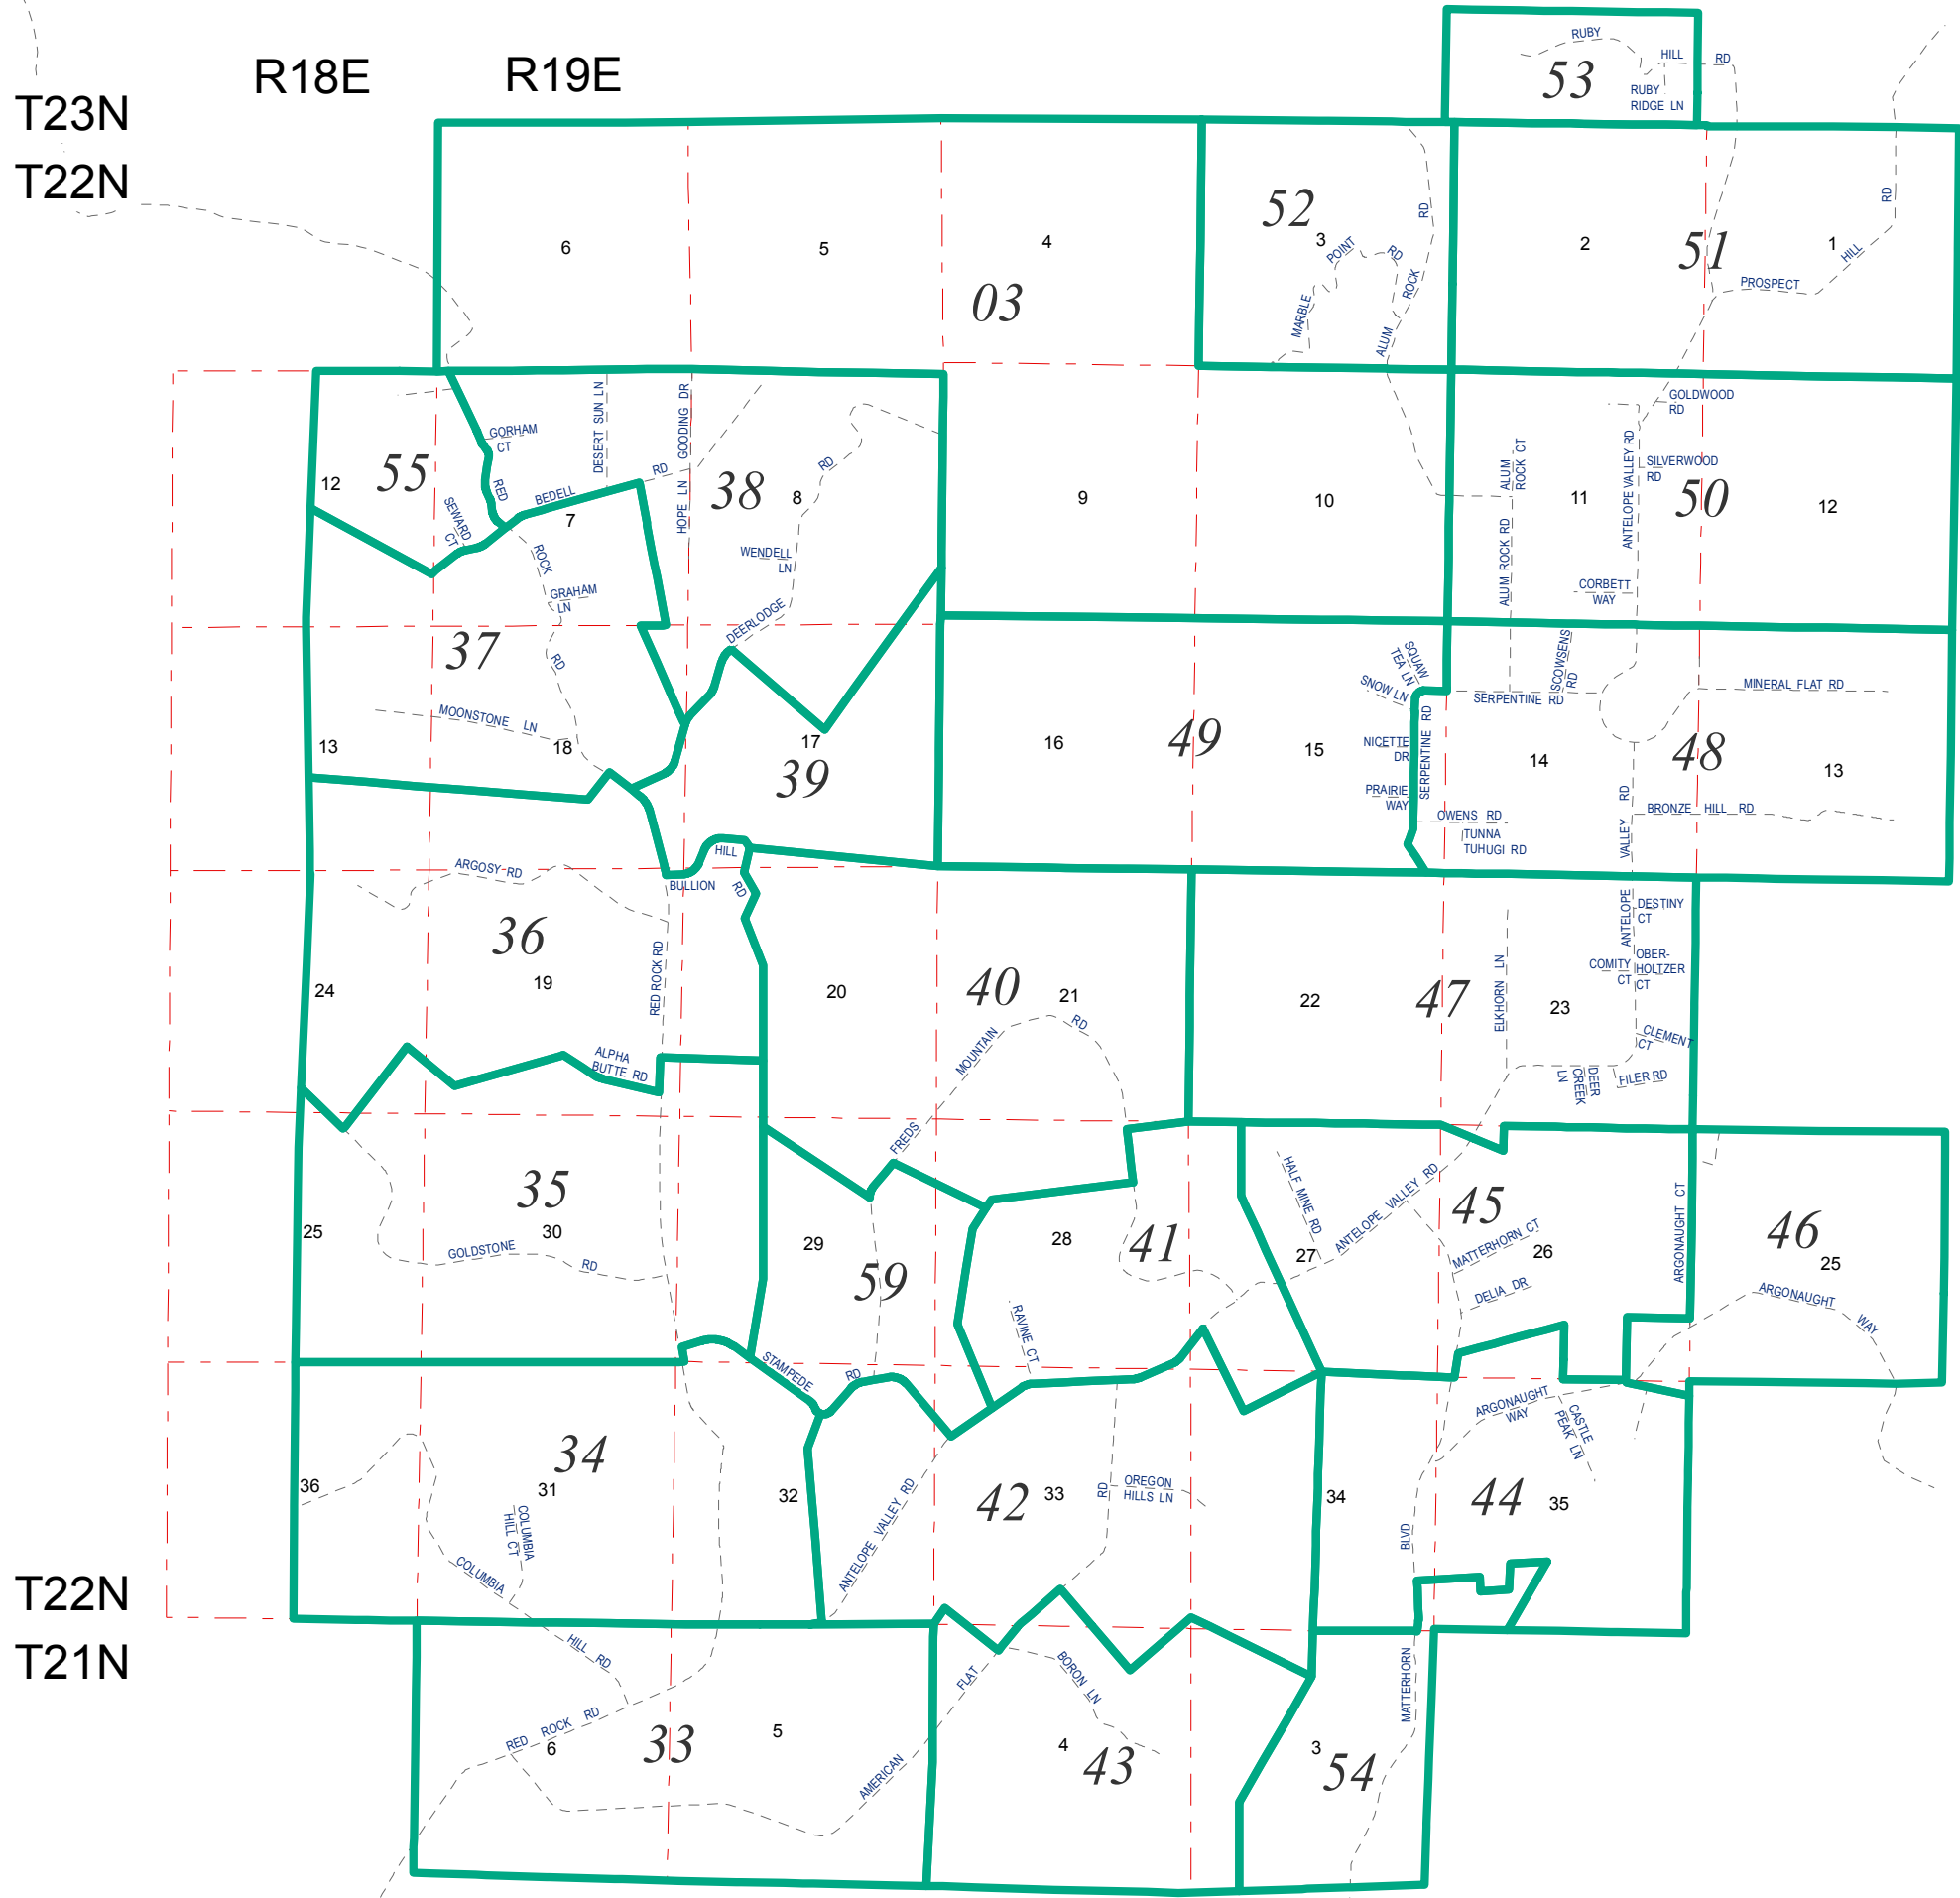 R18E
R19E
T23N
T22N
RUBY
HILL
RD
53
RUBY
RIDGE LN
6
5
4
03
52
3
POINT
RD
MARBLE
ALUM
ROCK
RD
2
51
1
PROSPECT
HILL
RD
12
55
GORHAM
CT
RED
SEWARD
CT
DESERT SUN LN
HOPE LN
GOODING DR
BEDELL
RD
7
38
8
RD
WENDELL
LN
DEERLODGE
ROCK
GRAHAM
LN
RD
9
10
GOLDWOOD
RD
ALUM
ROCK CT
ANTELOPE VALLEY RD
SILVERWOOD
RD
11
50
12
ALUM ROCK RD
CORBETT
WAY
37
MOONSTONE LN
13
18
17
39
16
49
15
SQUAW
TEA LN
SNOW LN
NICETTE
DR
PRAIRIE
WAY
SERPENTINE RD
SERPENTINE RD
SCOWSENS
RD
MINERAL FLAT RD
14
48
13
VALLEY RD
BRONZE HILL RD
OWENS RD
TUNNA
TUHUGI RD
HILL
BULLION
RD
ARGOSY RD
36
19
24
RED ROCK RD
ALPHA
BUTTE RD
20
40
21
FREDS
MOUNTAIN
RD
22
47
23
ELKHORN LN
ANTELOPE
DESTINY
CT
COMITY
CT
OBER-
HOLTZER
CT
CLEMENT
CT
DEER
CREEK
LN
FILER RD
35
25
30
GOLDSTONE
RD
29
59
28
41
RAVINE CT
HALF MINE RD
27
ANTELOPE VALLEY RD
45
MATTERHORN CT
26
DELIA DR
ARGONAUGHT CT
46
25
ARGONAUGHT
WAY
STAMPEDE
RD
34
36
31
32
COLUMBIA
HILL CT
COLUMBIA
HILL RD
42
33
ANTELOPE VALLEY RD
RD
OREGON
HILLS LN
34
ARGONAUGHT
WAY
CASTLE
PEAK LN
44
35
BLVD
T22N
T21N
RED ROCK RD
6
33
5
AMERICAN
FLAT
BORON LN
4
43
3
54
MATTERHORN